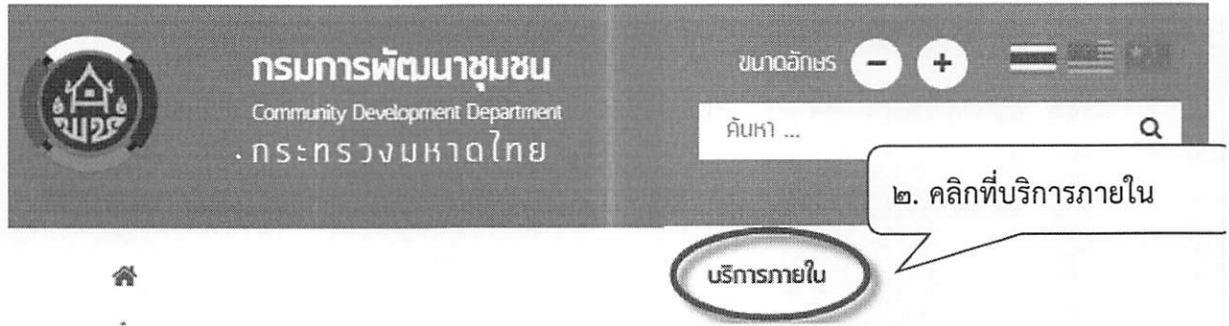 กรมการพัฒนาชุมชน
Community Development Department
กระทรวงมหาดไทย
พช
ขนาดอักษร - +
ค้นหา ...
๒. คลิกที่บริการภายใน
บริการภายใน